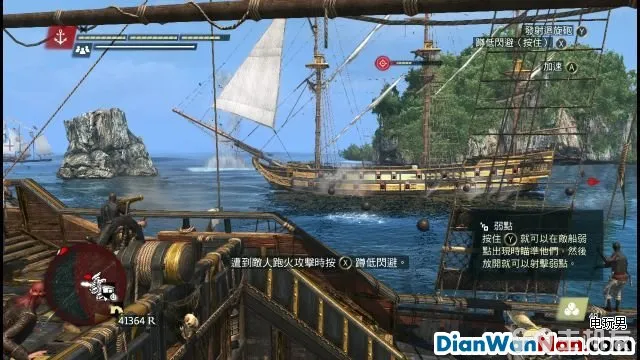 發射迴旋砲 Y
蹲低閃避（按住） X
加速 A
弱點
按住 Y 就可以在敵船弱
點出現時瞄準他們，然後
放開就可以射擊弱點。
遭到敵人跑火攻擊時按 X 蹲低閃避。
41364 R
电玩男
DianWanNan.com